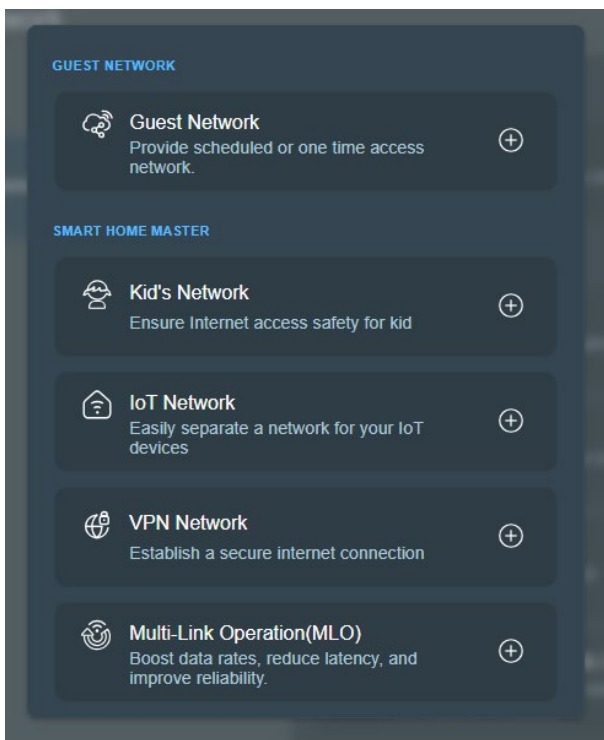 GUEST NETWORK
Guest Network
Provide scheduled or one time access
network.
SMART HOME MASTER
Kid's Network
Ensure Internet access safety for kid
IoT Network
Easily separate a network for your IoT
devices
VPN Network
Establish a secure internet connection
Multi-Link Operation(MLO)
Boost data rates, reduce latency, and
improve reliability.